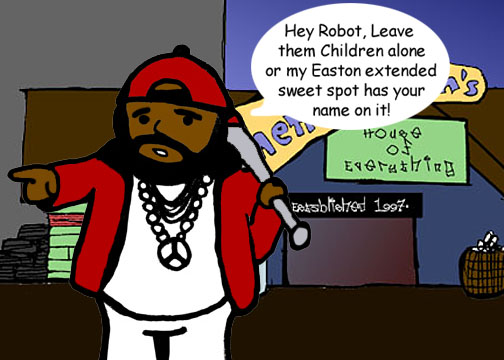 Hey Robot, Leave
them Children alone
or my Easton extended
sweet spot has your
name on it!
House
of
Everything
Established 1997.